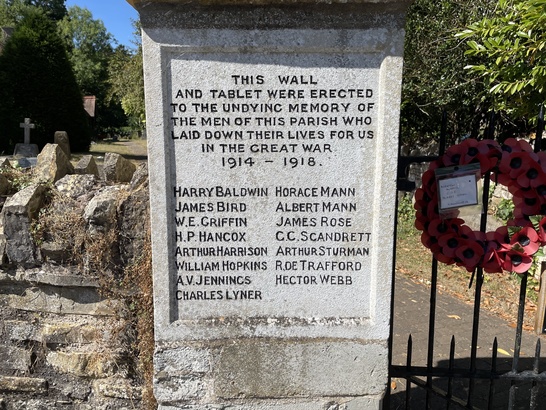 THIS WALL
AND TABLET WERE ERECTED
TO THE UNDYING MEMORY OF
THE MEN OF THIS PARISH WHO
LAID DOWN THEIR LIVES FOR US
IN THE GREAT WAR
1914 - 1918.
HARRY BALDWIN
JAMES BIRD
W.E. GRIFFIN
H.P. HANCOX
ARTHUR HARRISON
WILLIAM HOPKINS
A.V. JENNINGS
CHARLES LYNER
HORACE MANN
ALBERT MANN
JAMES ROSE
C.C. SCANDRETT
ARTHUR STURMAN
R. DE TRAFFORD
HECTOR WEBB